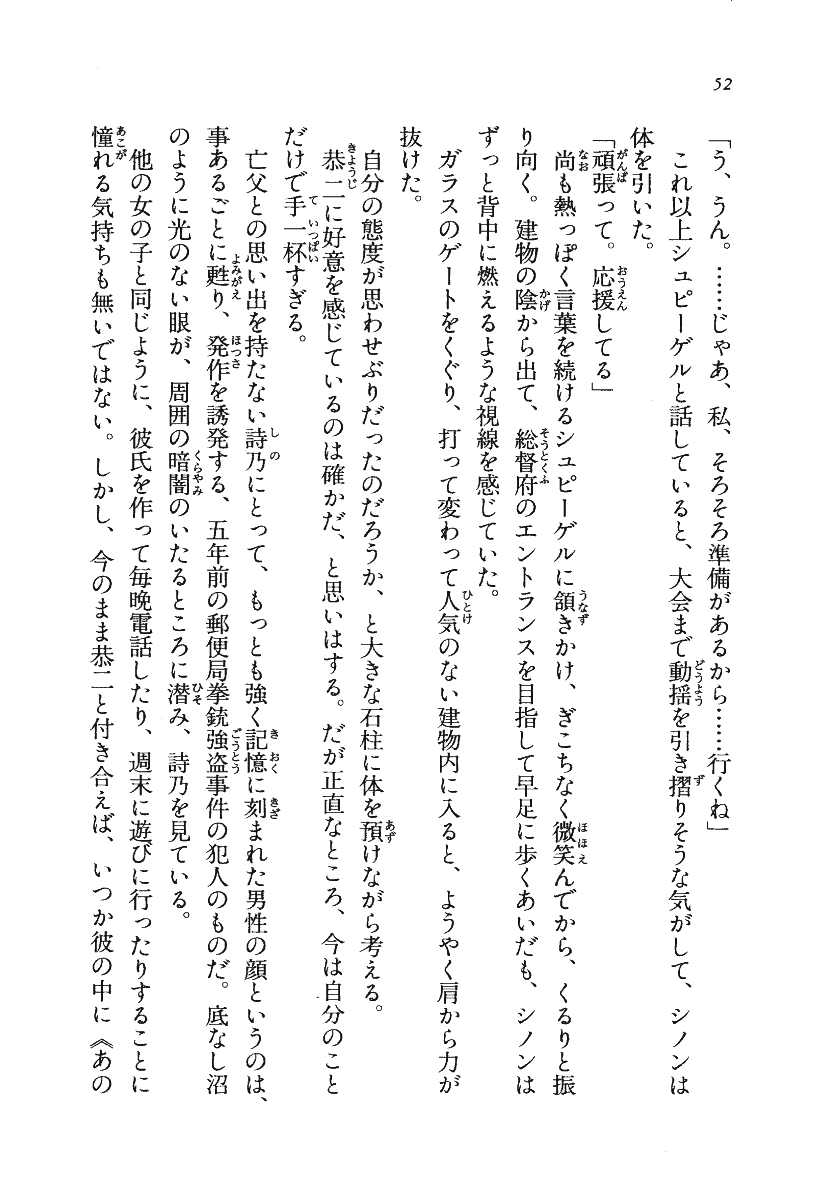 52
「う、うん。……じゃあ、私、そろそろ準備があるから……行くね」
これ以上シュピーゲルと話していると、大会まで動揺を引き摺りそうな気がして、シノンは
体を引いた。
「頑張って。応援してる」
尚も熱っぽく言葉を続けるシュピーゲルに頷きかけ、ぎこちなく微笑んでから、くるりと振
り向く。建物の陰から出て、総督府のエントランスを目指して早足に歩くあいだも、シノンは
ずっと背中に燃えるような視線を感じていた。
ガラスのゲートをくぐり、打って変わって人気のない建物内に入ると、ようやく肩から力が
抜けた。
自分の態度が思わせぶりだったのだろうか、と大きな石柱に体を預けながら考える。
恭二に好意を感じているのは確かだ、と思いはする。だが正直なところ、今は自分のこと
だけで手一杯すぎる。
亡父との思い出を持たない詩乃にとって、もっとも強く記憶に刻まれた男性の顔というのは、
事あるごとに甦り、発作を誘発する、五年前の郵便局拳銃強盗事件の犯人のものだ。底なし沼
のように光のない眼が、周囲の暗闇のいたるところに潜み、詩乃を見ている。
他の女の子と同じように、彼氏を作って毎晩電話したり、週末に遊びに行ったりすることに
憧れる気持ちも無いではない。しかし、今のまま恭二と付き合えば、いつか彼の中に《あの